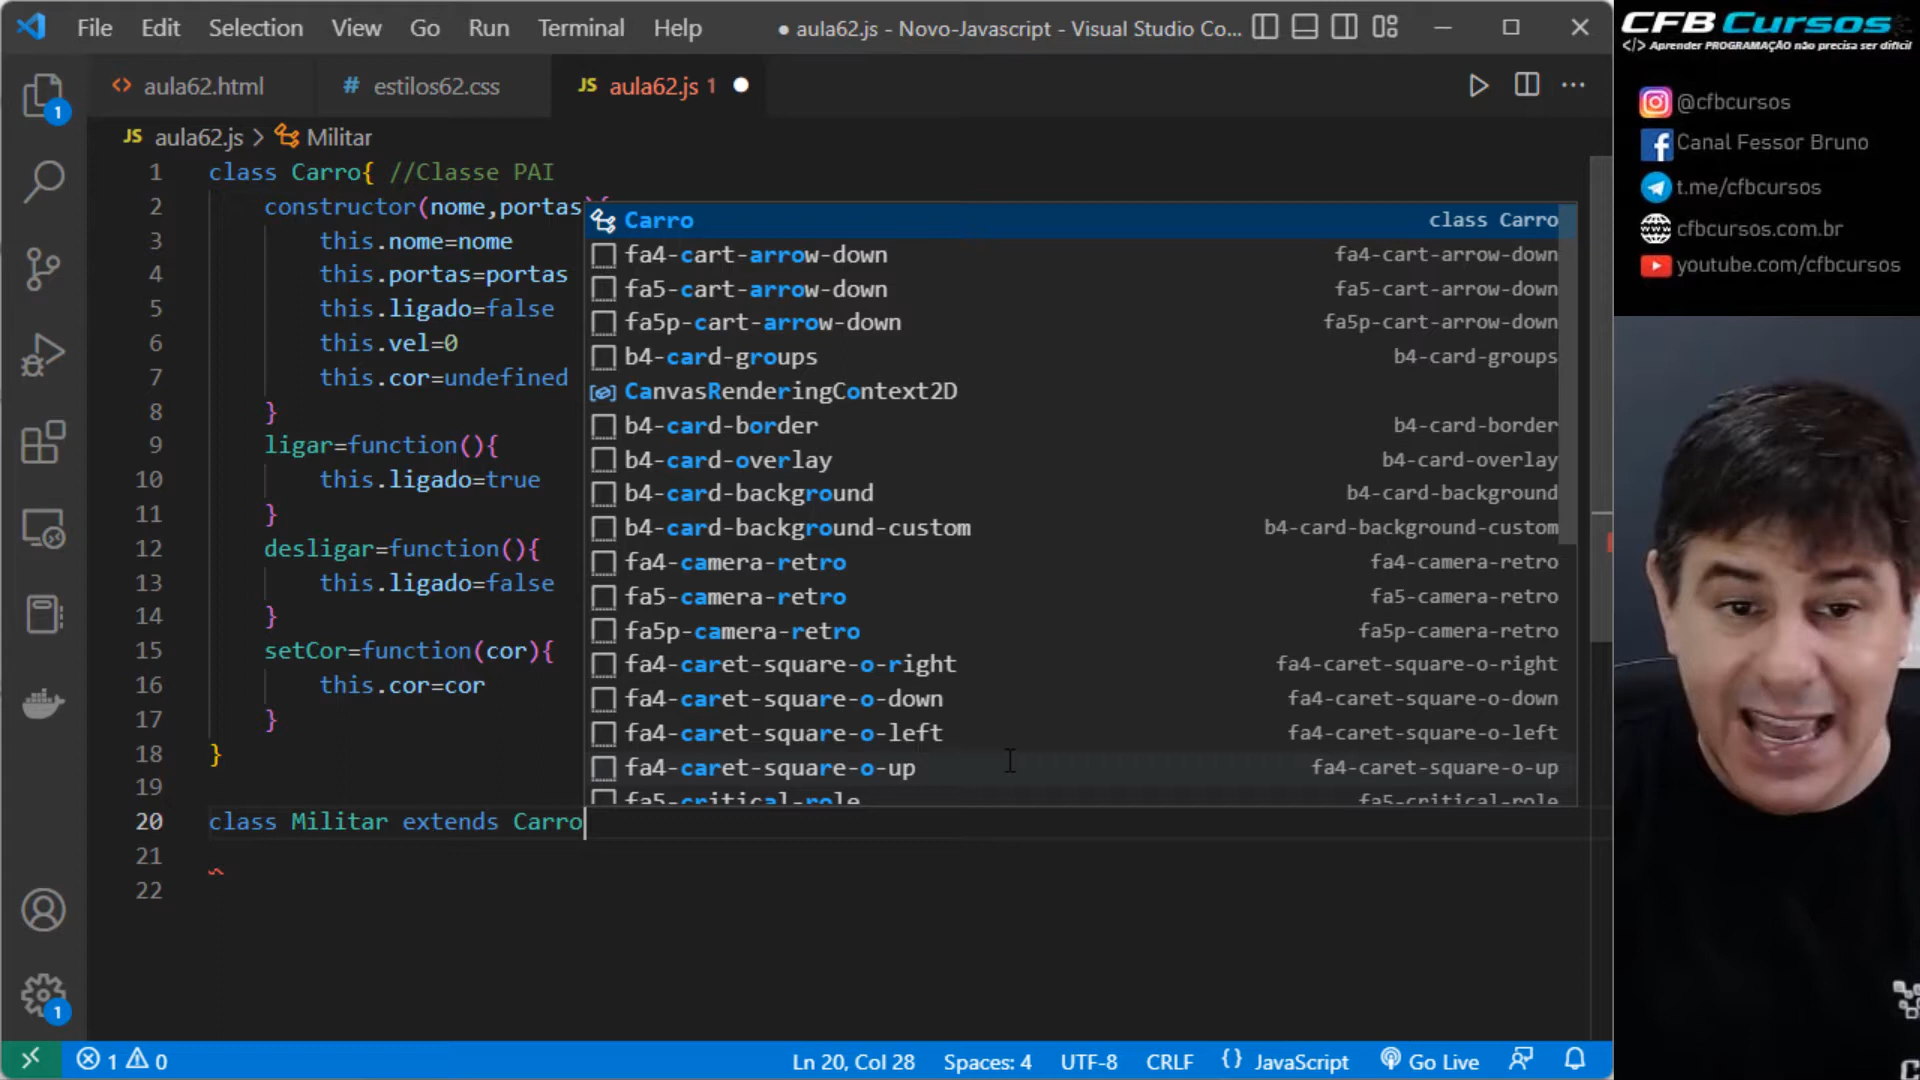 File Edit Selection View Go Run Terminal Help ● aula62.js - Novo-Javascript - Visual Studio Co...
<> aula62.html # estilos62.css JS aula62.js 1
JS aula62.js > Militar
1 class Carro{ //Classe PAI
2 constructor(nome,portas){
3 this.nome=nome
4 this.portas=portas
5 this.ligado=false
6 this.vel=0
7 this.cor=undefined
8 }
9 ligar=function(){
10 this.ligado=true
11 }
12 desligar=function(){
13 this.ligado=false
14 }
15 setCor=function(cor){
16 this.cor=cor
17 }
18 }
19
20 class Militar extends Carro
21
22
Carro class Carro
fa4-cart-arrow-down fa4-cart-arrow-down
fa5-cart-arrow-down fa5-cart-arrow-down
fa5p-cart-arrow-down fa5p-cart-arrow-down
b4-card-groups b4-card-groups
CanvasRenderingContext2D
b4-card-border b4-card-border
b4-card-overlay b4-card-overlay
b4-card-background b4-card-background
b4-card-background-custom b4-card-background-custom
fa4-camera-retro fa4-camera-retro
fa5-camera-retro fa5-camera-retro
fa5p-camera-retro fa5p-camera-retro
fa4-caret-square-o-right fa4-caret-square-o-right
fa4-caret-square-o-down fa4-caret-square-o-down
fa4-caret-square-o-left fa4-caret-square-o-left
fa4-caret-square-o-up fa4-caret-square-o-up
fa5-critical-role fa5-critical-role
1
1
1 0 Ln 20, Col 28 Spaces: 4 UTF-8 CRLF {} JavaScript Go Live
CFB Cursos
</> Aprender PROGRAMAÇÃO não precisa ser difícil
@cfbcursos
Canal Fessor Bruno
t.me/cfbcursos
cfbcursos.com.br
youtube.com/cfbcursos